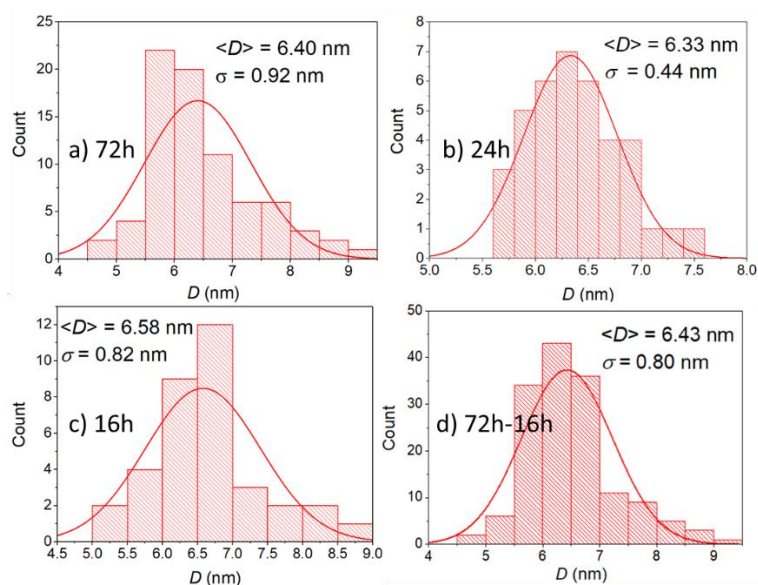 25
20
15
10
5
0
Count
<D> = 6.40 nm
σ = 0.92 nm
a) 72h
4 5 6 7 8 9
D (nm)
8
7
6
5
4
3
2
1
0
Count
<D> = 6.33 nm
σ = 0.44 nm
b) 24h
5.0 5.5 6.0 6.5 7.0 7.5 8.0
D (nm)
12
10
8
6
4
2
0
Count
<D> = 6.58 nm
σ = 0.82 nm
c) 16h
4.5 5.0 5.5 6.0 6.5 7.0 7.5 8.0 8.5 9.0
D (nm)
50
40
30
20
10
0
Count
<D> = 6.43 nm
σ = 0.80 nm
d) 72h-16h
4 5 6 7 8 9
D (nm)